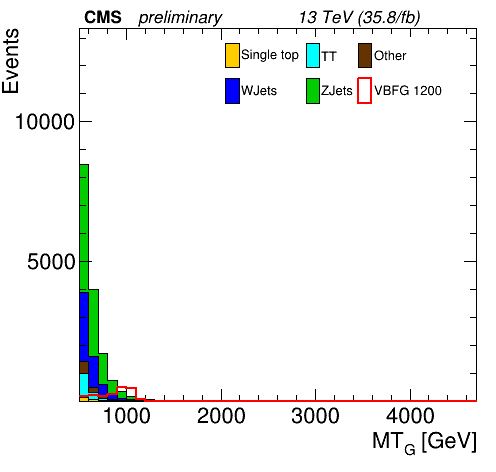 CMS preliminary 13 TeV (35.8/fb)
Events
Single top TT Other
WJets ZJets VBFG 1200
10000
5000
1000 2000 3000 4000
MT_G [GeV]